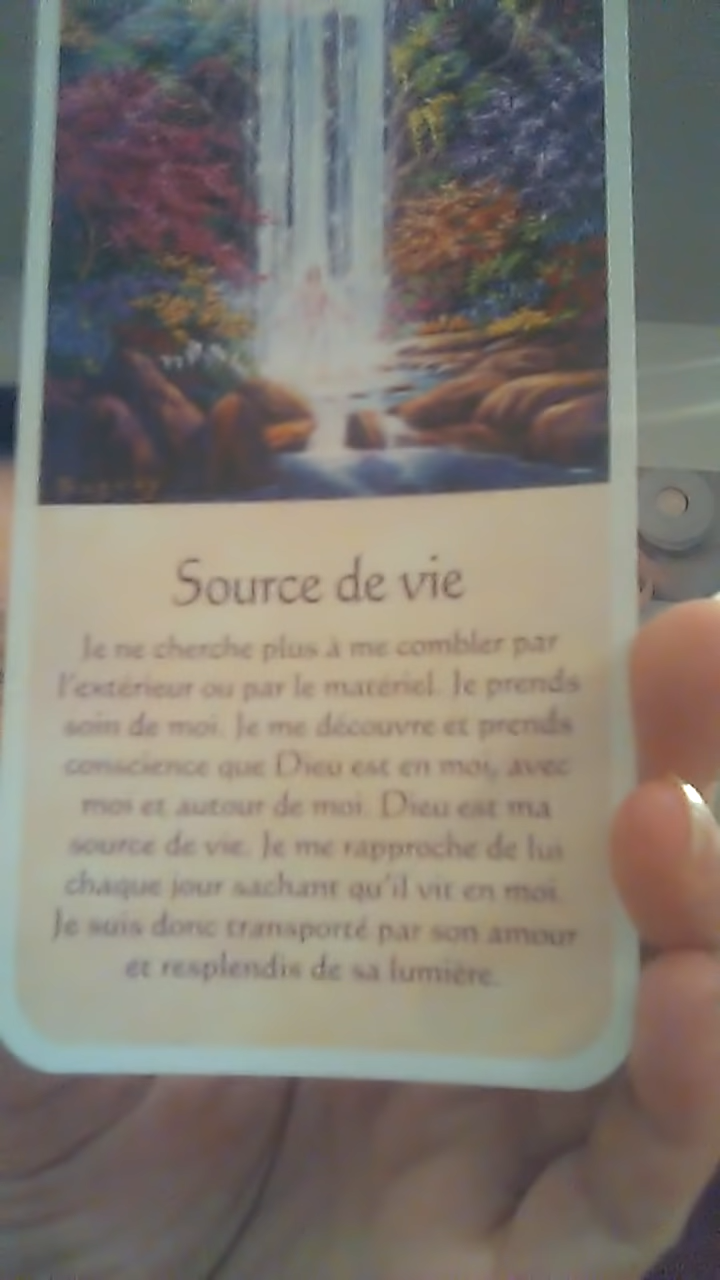 Source de vie
Je ne cherche plus à me combler par
l'extérieur ou par le matériel. Je prends
soin de moi. Je me découvre et prends
conscience que Dieu est en moi, avec
moi et autour de moi. Dieu est ma
source de vie. Je me rapproche de lui
chaque jour sachant qu'il vit en moi.
Je suis donc transporté par son amour
et resplendis de sa lumière.